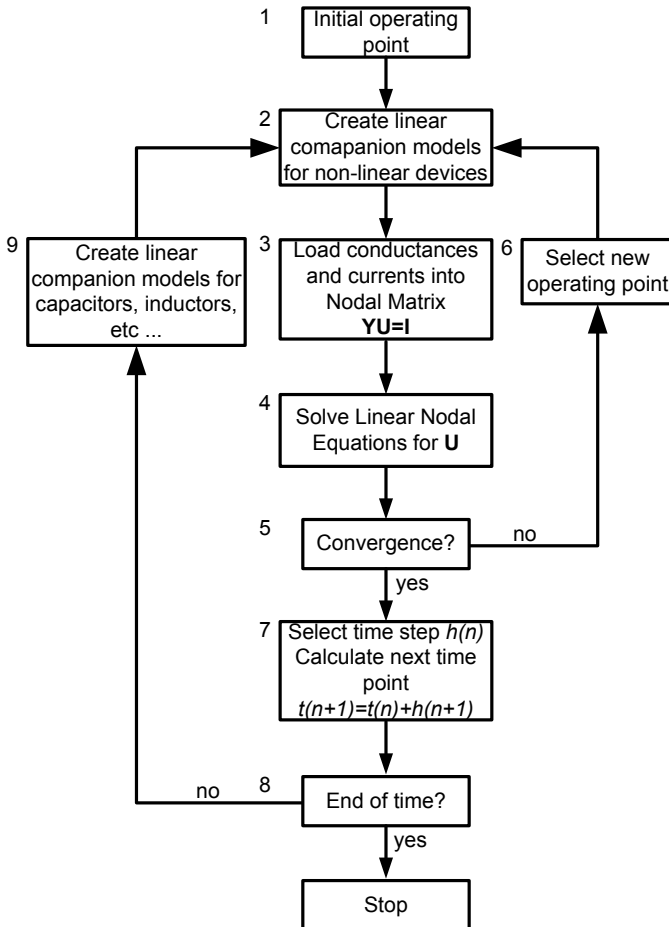 1
Initial operating
point
2
Create linear
comapanion models
for non-linear devices
9
Create linear
companion models for
capacitors, inductors,
etc ...
3
Load conductances
and currents into
Nodal Matrix
YU=I
6
Select new
operating point
4
Solve Linear Nodal
Equations for U
5
Convergence?
no
yes
7
Select time step h(n)
Calculate next time
point
t(n+1)=t(n)+h(n+1)
8
no
End of time?
yes
Stop